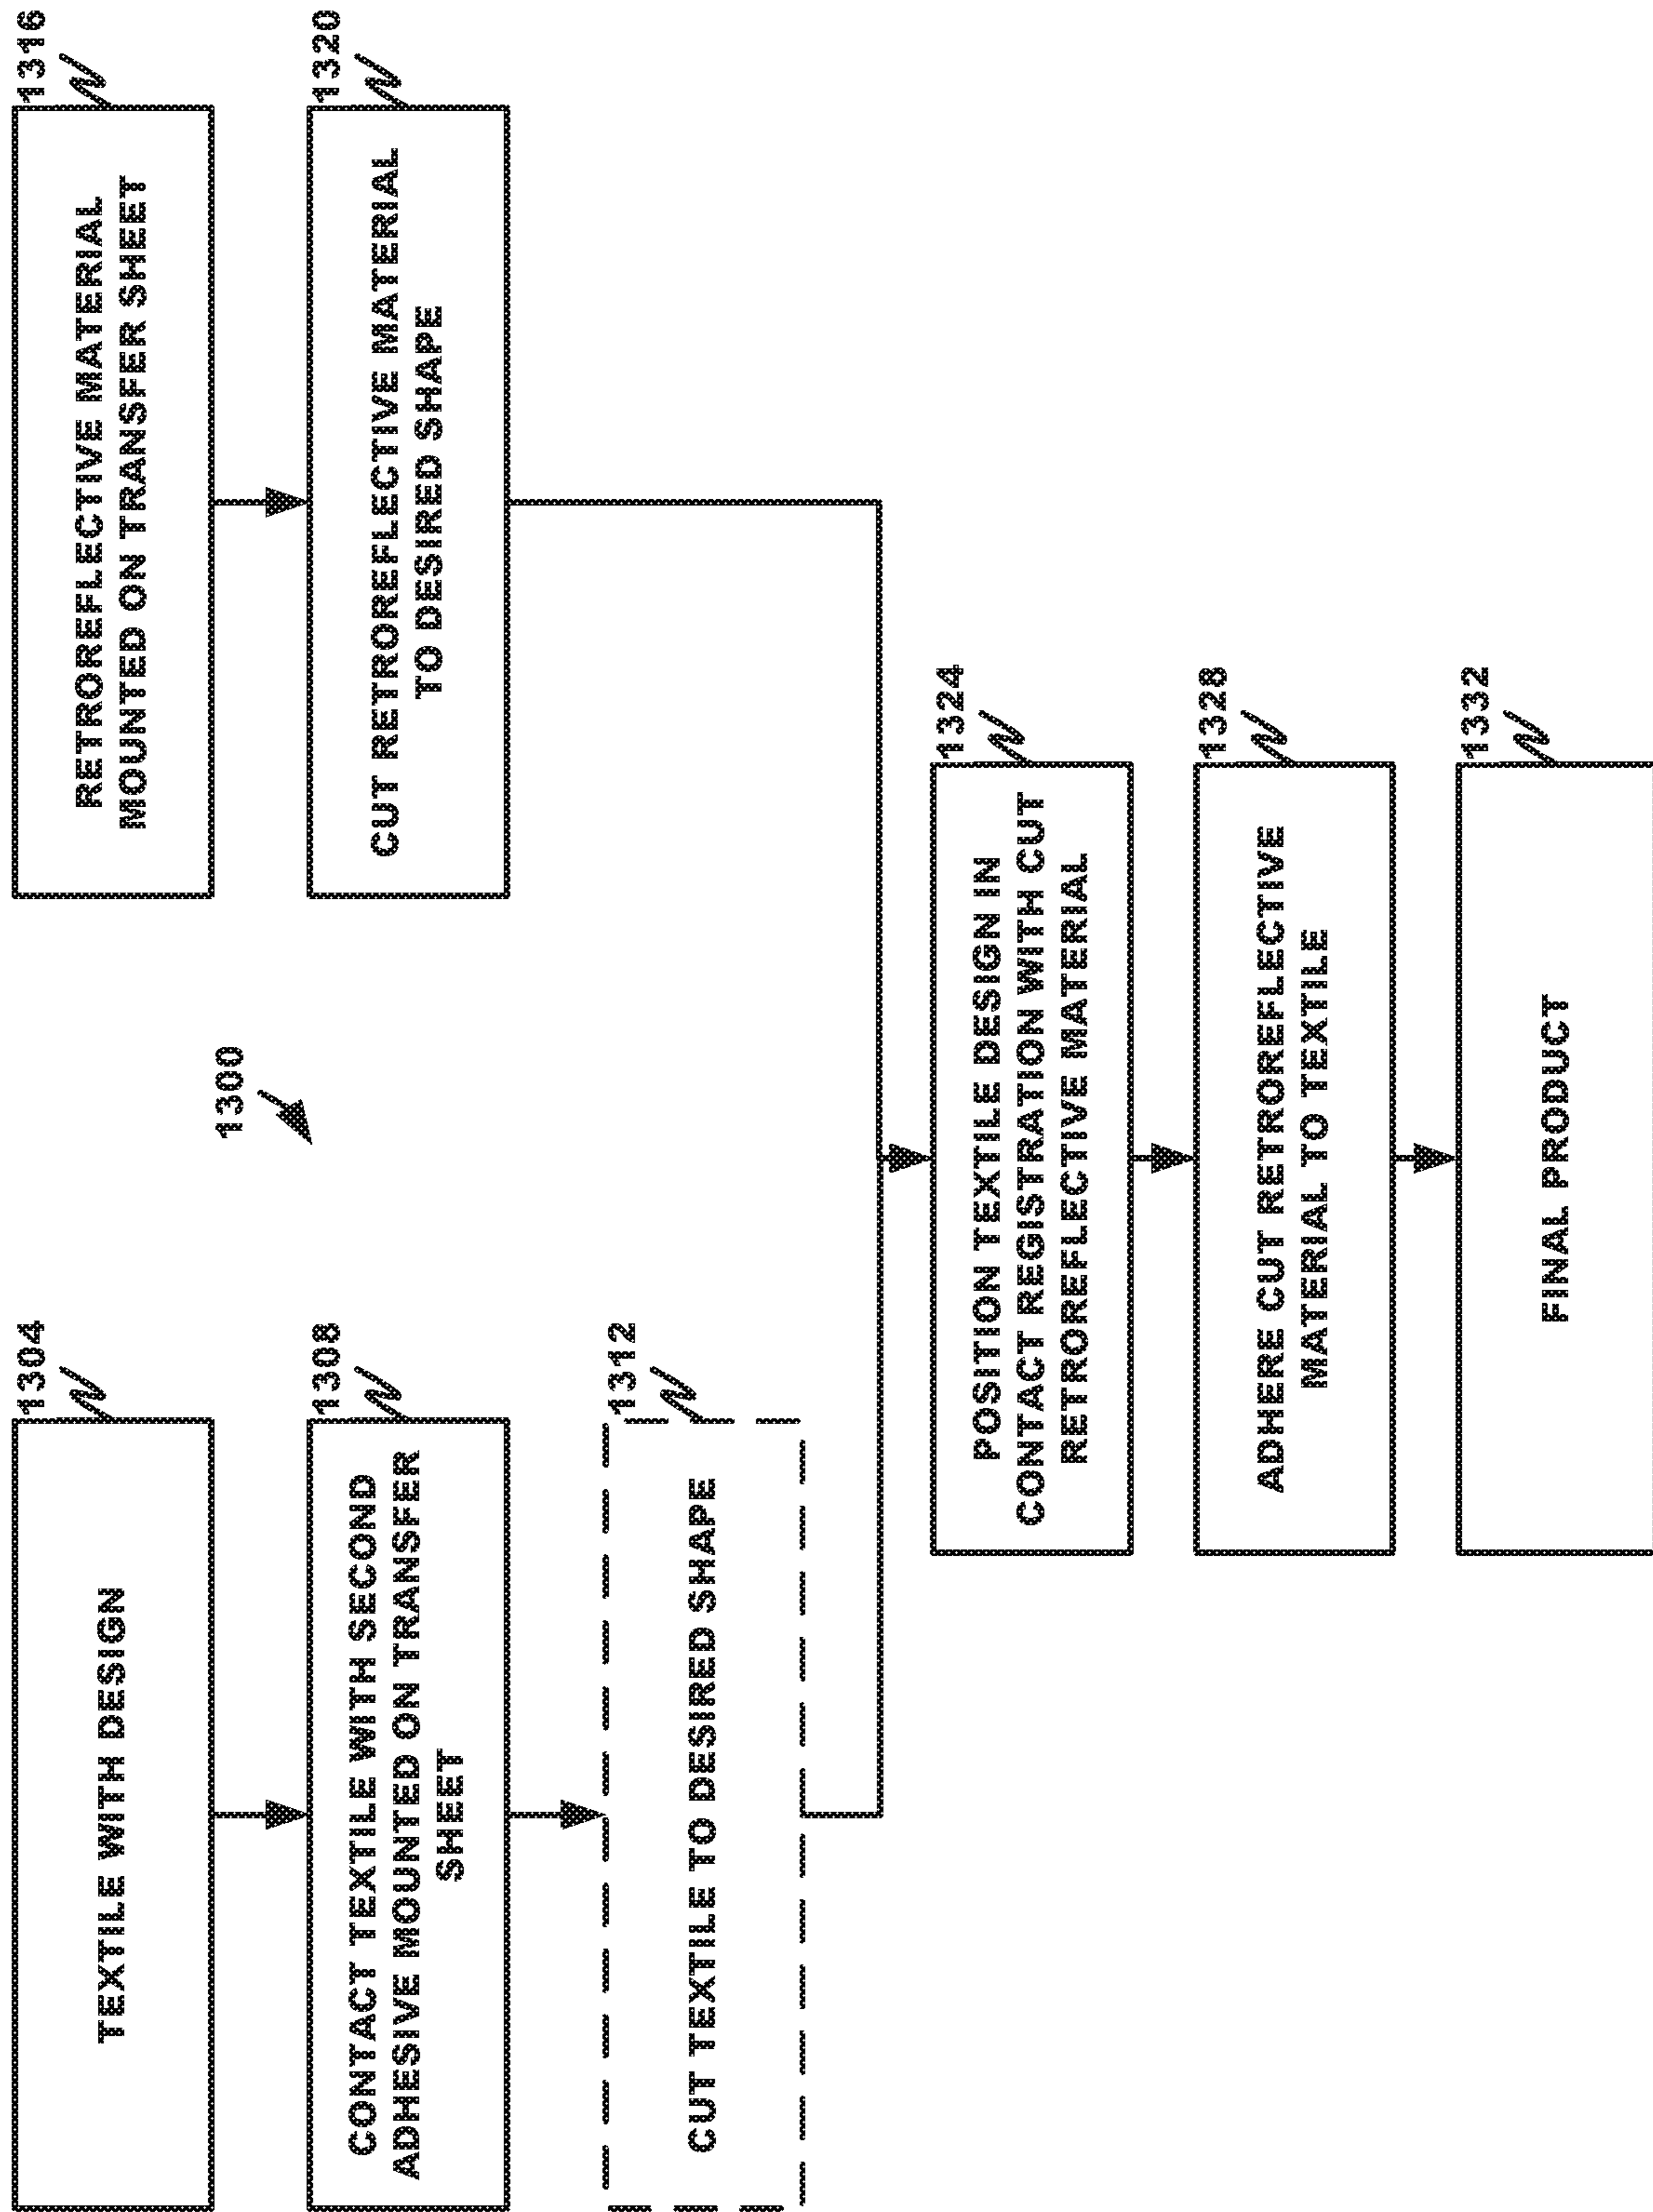 1304
TEXTILE WITH DESIGN
1308
CONTACT TEXTILE WITH SECOND
ADHESIVE MOUNTED ON TRANSFER
SHEET
1312
CUT TEXTILE TO DESIRED SHAPE
1300
1316
RETROREFLECTIVE MATERIAL
MOUNTED ON TRANSFER SHEET
1320
CUT RETROREFLECTIVE MATERIAL
TO DESIRED SHAPE
1324
POSITION TEXTILE DESIGN IN
CONTACT REGISTRATION WITH CUT
RETROREFLECTIVE MATERIAL
1328
ADHERE CUT RETROREFLECTIVE
MATERIAL TO TEXTILE
1332
FINAL PRODUCT